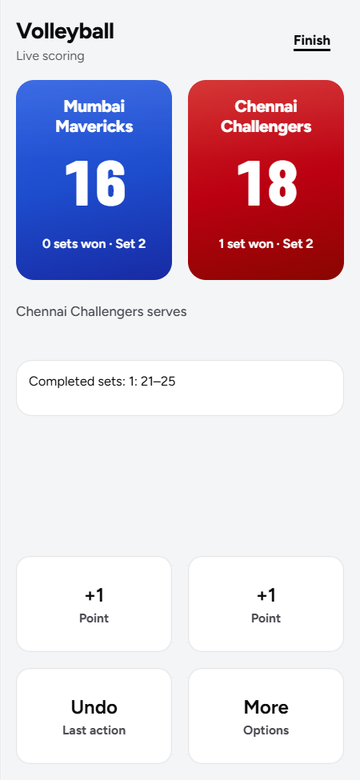 Volleyball
Live scoring
Finish
Mumbai
Mavericks
16
0 sets won · Set 2
Chennai
Challengers
18
1 set won · Set 2
Chennai Challengers serves
Completed sets: 1: 21–25
+1
Point
+1
Point
Undo
Last action
More
Options